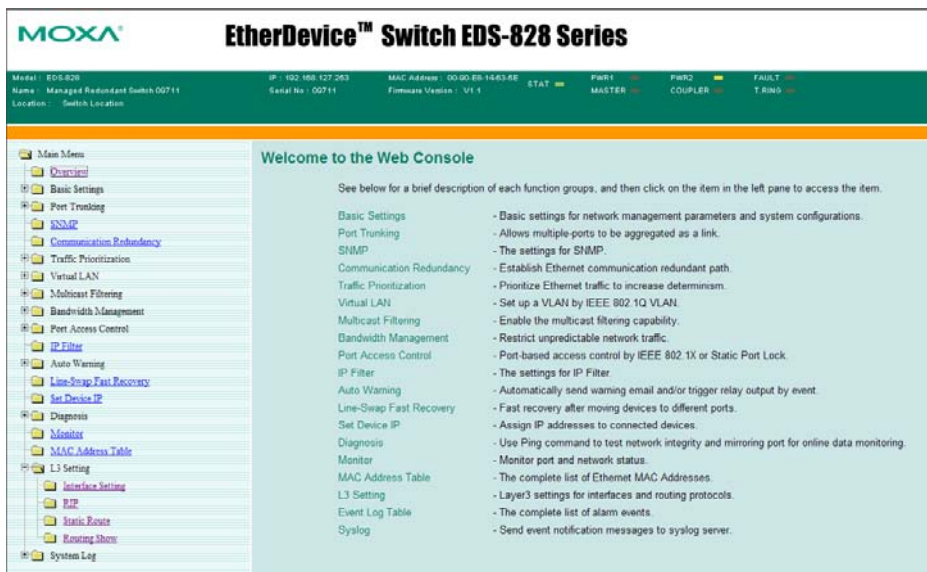 MOXA
EtherDevice™ Switch EDS-828 Series
Model : EDS-828
Name : Managed Redundant Switch 09711
Location : Switch Location
IP : 192.168.127.253
Serial No : 09711
MAC Address : 00-90-E8-14-63-5E
Firmware Version : V1.1
STAT
PWR1
MASTER
PWR2
COUPLER
FAULT
T.RING
Main Menu
Overview
Basic Settings
Port Trunking
SNMP
Communication Redundancy
Traffic Prioritization
Virtual LAN
Multicast Filtering
Bandwidth Management
Port Access Control
IP Filter
Auto Warning
Line-Swap Fast Recovery
Set Device IP
Diagnosis
Monitor
MAC Address Table
L3 Setting
Interface Setting
RIP
Static Route
Routing Show
System Log
Welcome to the Web Console
See below for a brief description of each function groups, and then click on the item in the left pane to access the item.
Basic Settings - Basic settings for network management parameters and system configurations.
Port Trunking - Allows multiple-ports to be aggregated as a link.
SNMP - The settings for SNMP.
Communication Redundancy - Establish Ethernet communication redundant path.
Traffic Prioritization - Prioritize Ethernet traffic to increase determinism.
Virtual LAN - Set up a VLAN by IEEE 802.1Q VLAN.
Multicast Filtering - Enable the multicast filtering capability.
Bandwidth Management - Restrict unpredictable network traffic.
Port Access Control - Port-based access control by IEEE 802.1X or Static Port Lock.
IP Filter - The settings for IP Filter.
Auto Warning - Automatically send warning email and/or trigger relay output by event.
Line-Swap Fast Recovery - Fast recovery after moving devices to different ports.
Set Device IP - Assign IP addresses to connected devices.
Diagnosis - Use Ping command to test network integrity and mirroring port for online data monitoring.
Monitor - Monitor port and network status.
MAC Address Table - The complete list of Ethernet MAC Addresses.
L3 Setting - Layer3 settings for interfaces and routing protocols.
Event Log Table - The complete list of alarm events.
Syslog - Send event notification messages to syslog server.